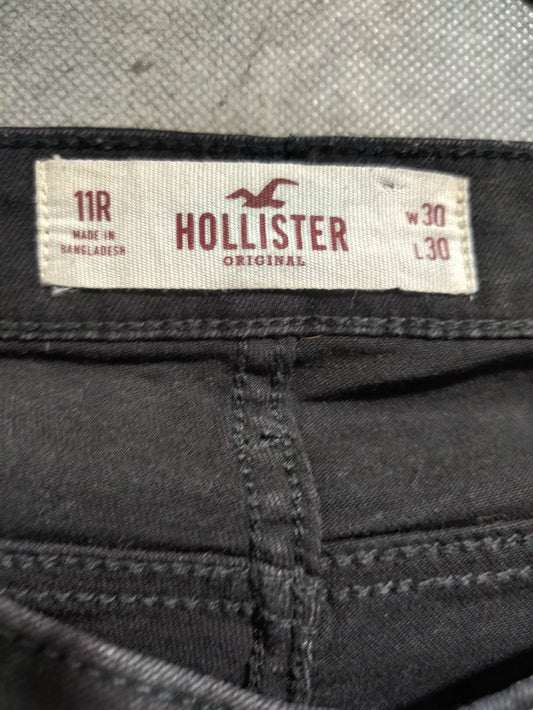 11R
MADE IN
BANGLADESH
HOLLISTER
ORIGINAL
W30
L30